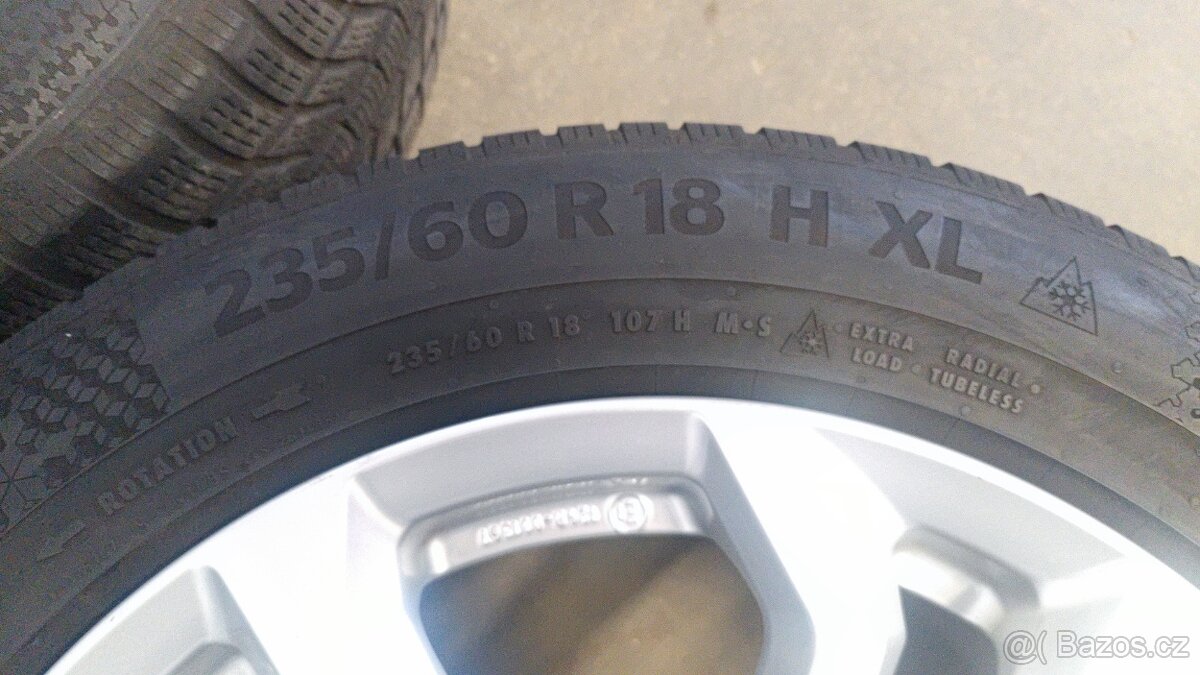 235/60 R 18 H XL
235/60 R 18 107 H M•S EXTRA LOAD • RADIAL • TUBELESS
ROTATION
Bazos.cz